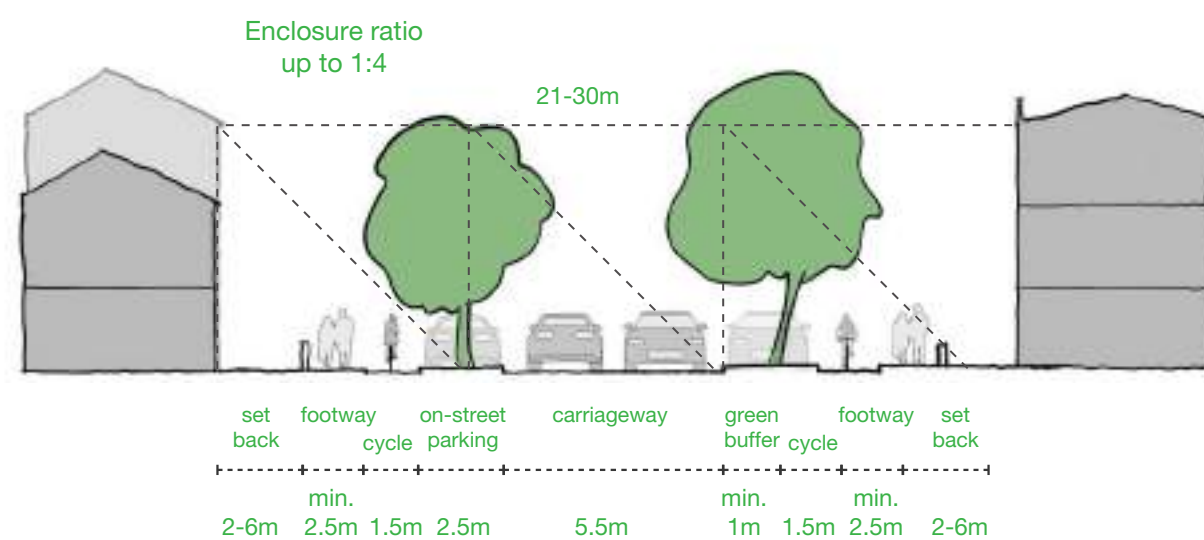 Enclosure ratio
up to 1:4
21-30m
set back
footway
cycle
on-street parking
carriageway
green buffer
cycle
footway
set back
2-6m
min. 2.5m
1.5m
2.5m
5.5m
min. 1m
1.5m
min. 2.5m
2-6m